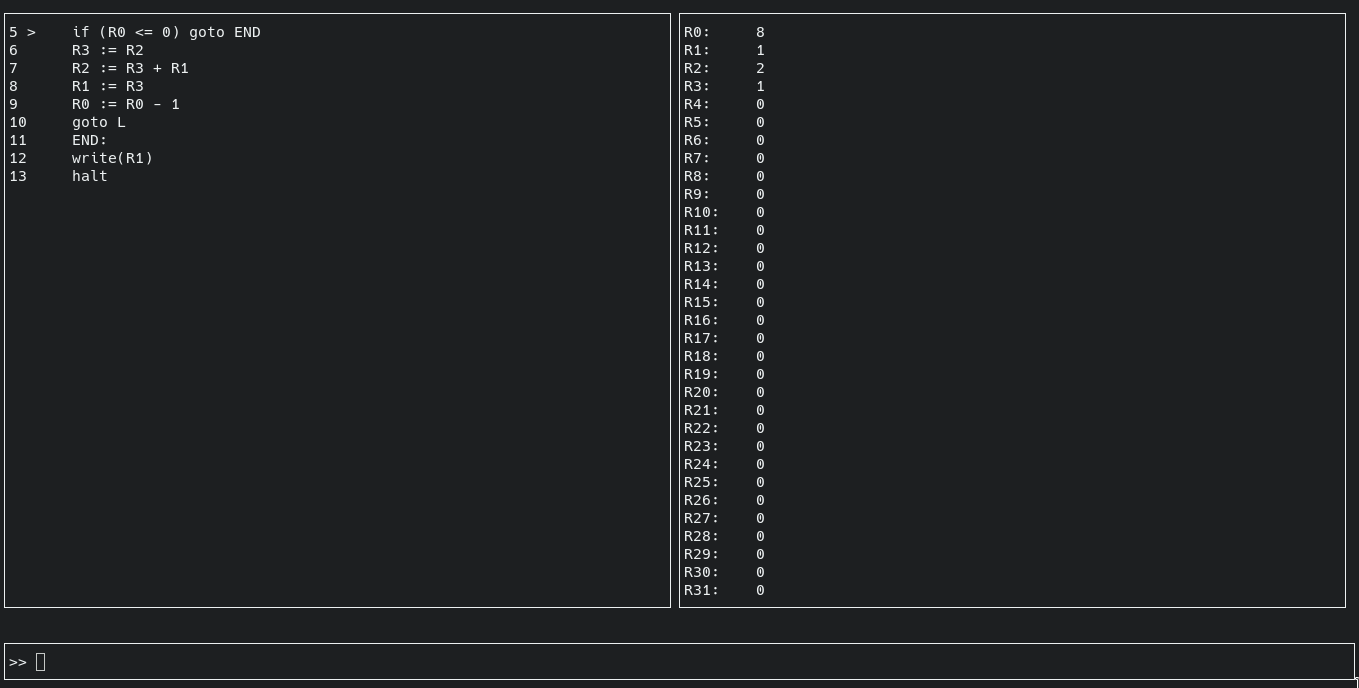 5 > if (R0 <= 0) goto END
6 R3 := R2
7 R2 := R3 + R1
8 R1 := R3
9 R0 := R0 - 1
10 goto L
11 END:
12 write(R1)
13 halt
R0: 8
R1: 1
R2: 2
R3: 1
R4: 0
R5: 0
R6: 0
R7: 0
R8: 0
R9: 0
R10: 0
R11: 0
R12: 0
R13: 0
R14: 0
R15: 0
R16: 0
R17: 0
R18: 0
R19: 0
R20: 0
R21: 0
R22: 0
R23: 0
R24: 0
R25: 0
R26: 0
R27: 0
R28: 0
R29: 0
R30: 0
R31: 0
>>